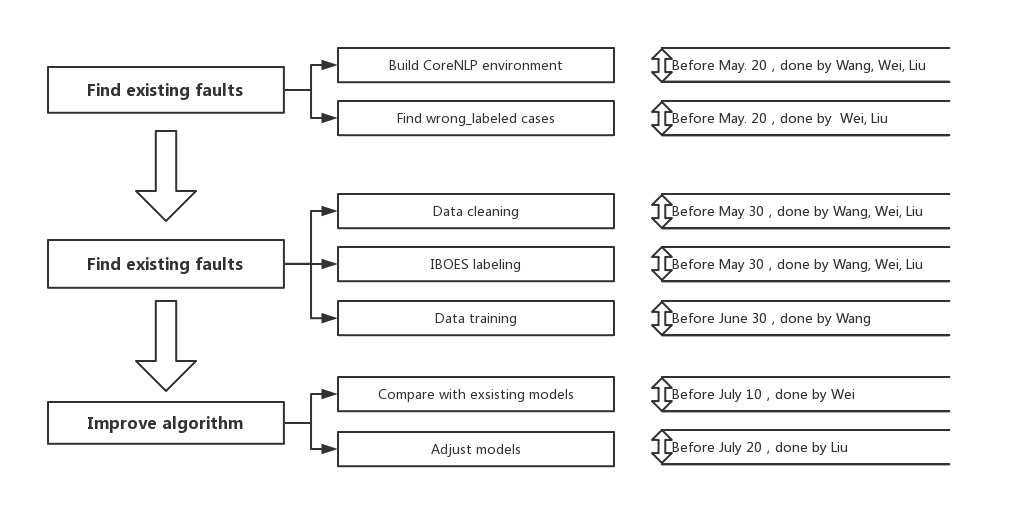 Find existing faults
Build CoreNLP environment
Before May. 20 , done by Wang, Wei, Liu
Find wrong_labeled cases
Before May. 20 , done by  Wei, Liu
Find existing faults
Data cleaning
Before May 30 , done by Wang, Wei, Liu
IBOES labeling
Before May 30 , done by Wang, Wei, Liu
Data training
Before June 30 , done by Wang
Improve algorithm
Compare with exsisting models
Before July 10 , done by Wei
Adjust models
Before July 20 , done by Liu